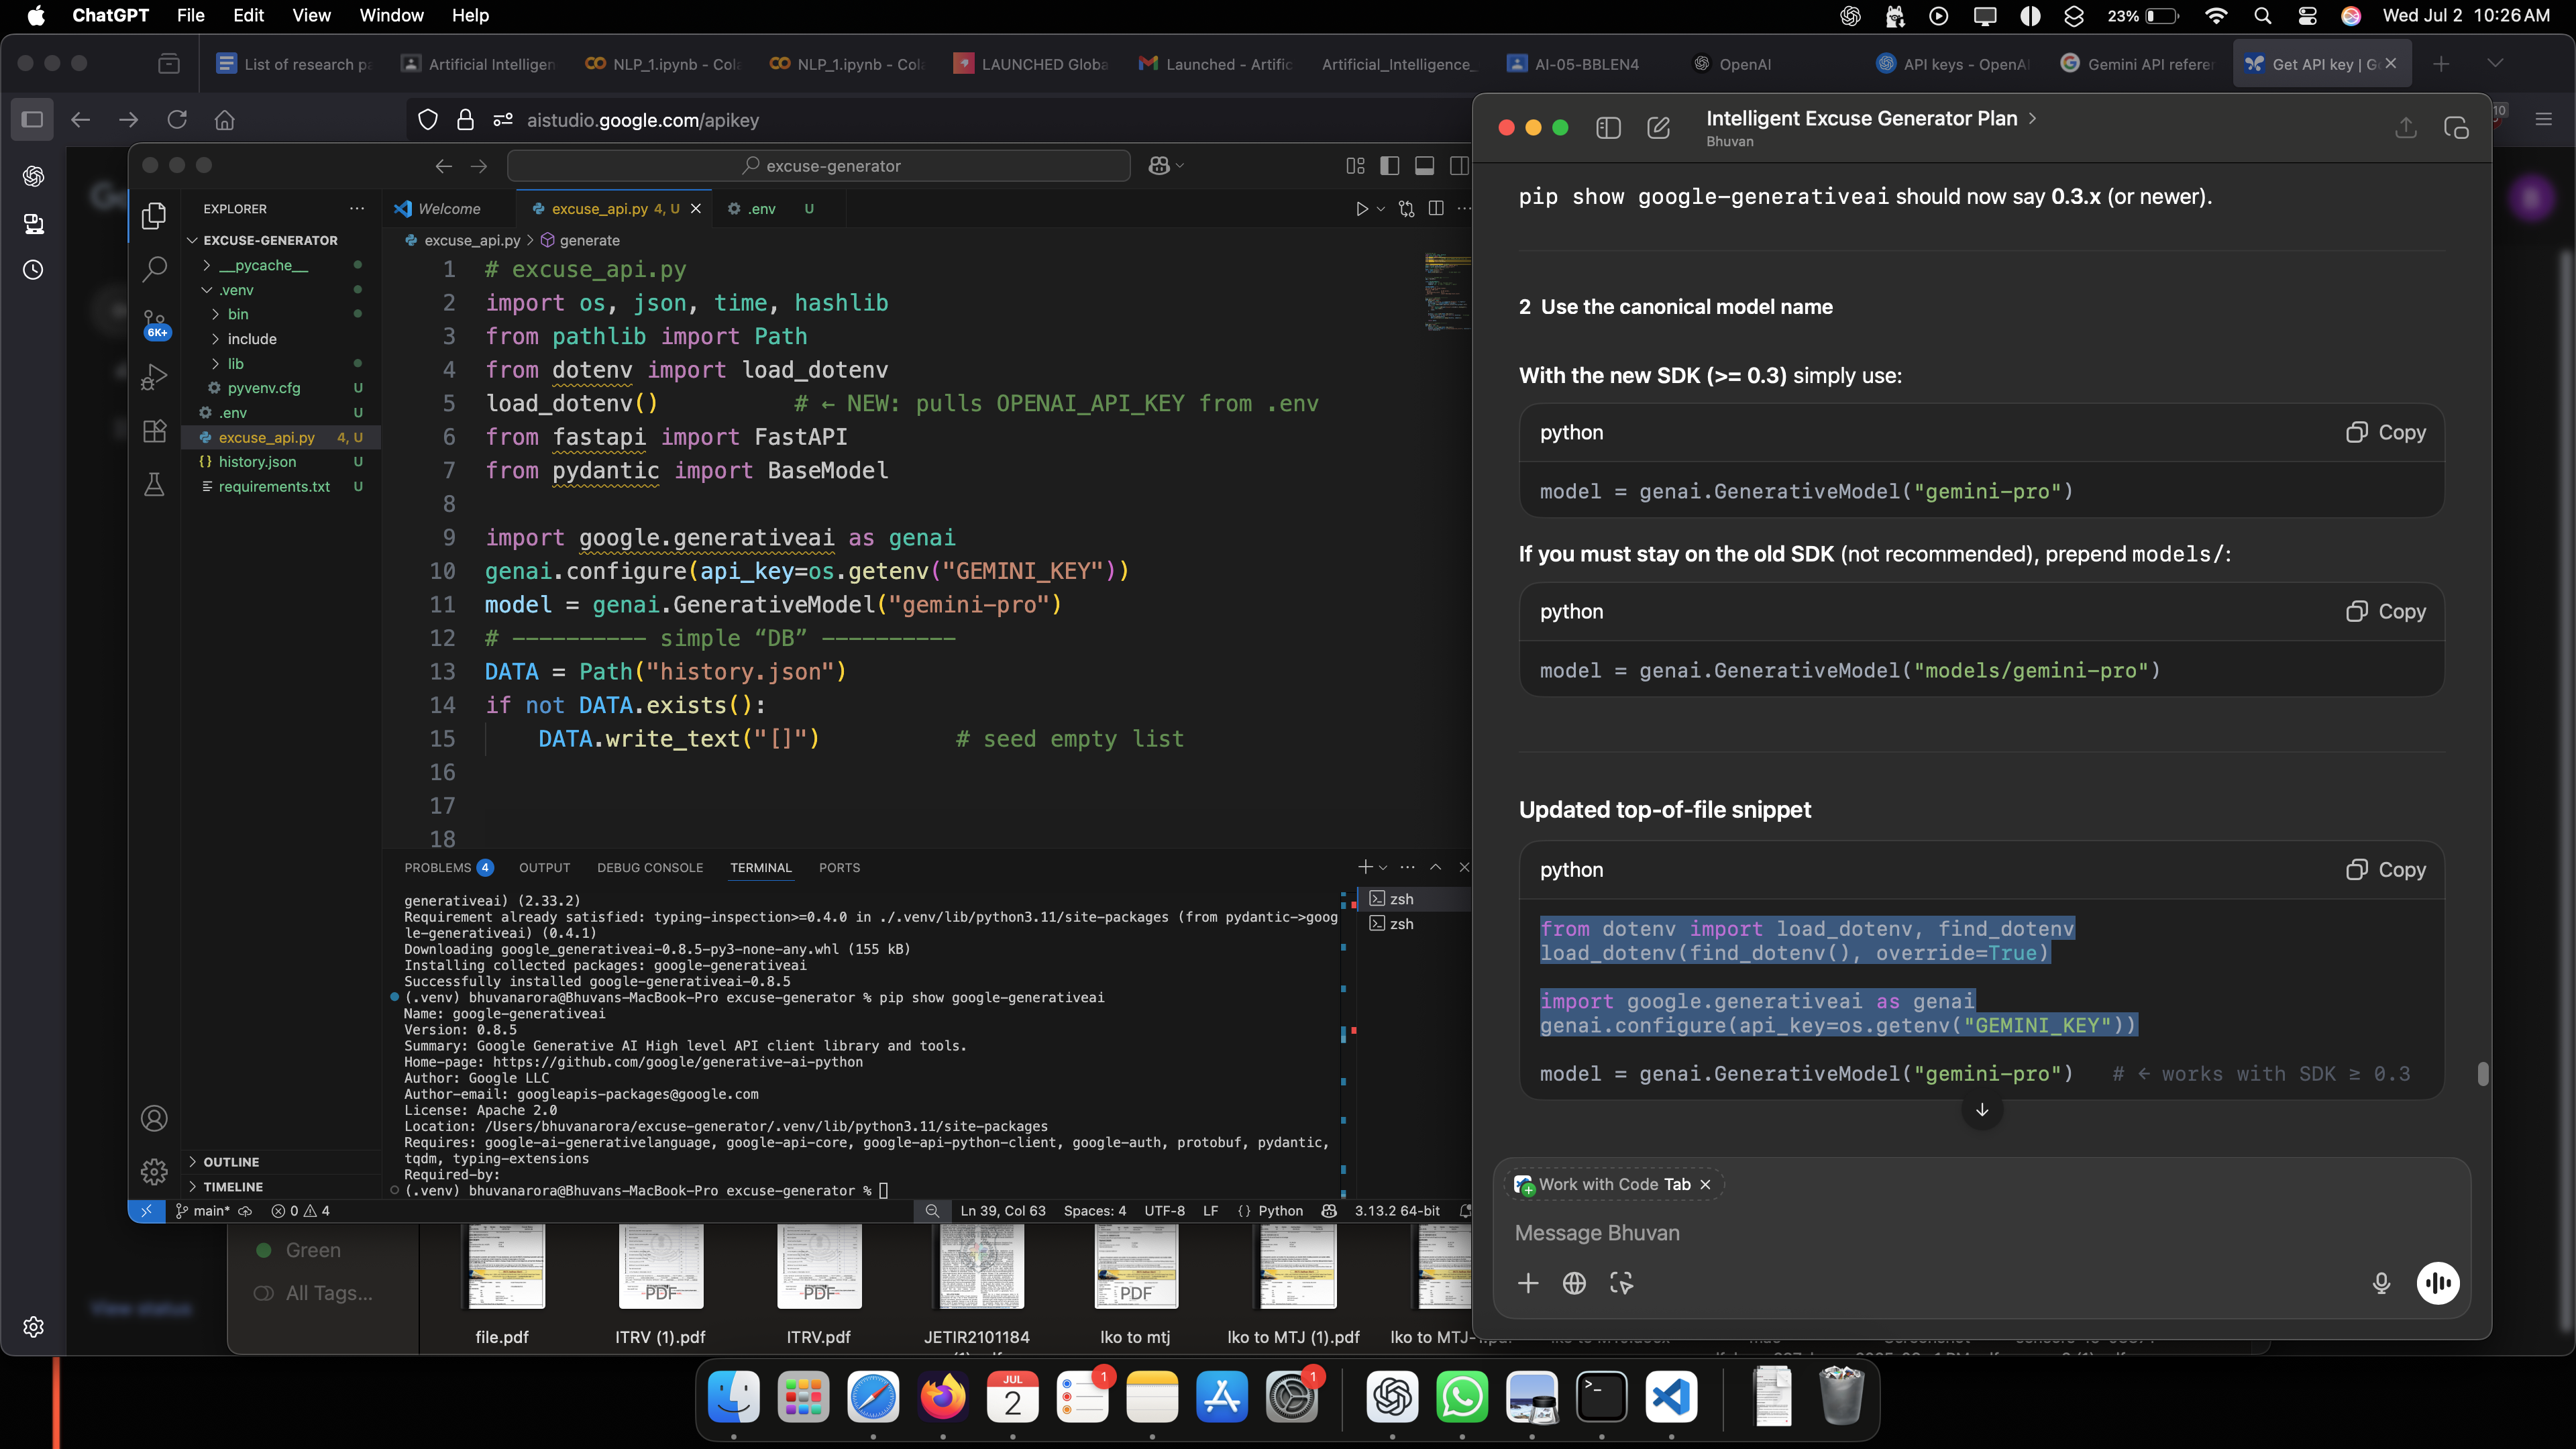 ChatGPT File Edit View Window Help
23% Wed Jul 2 10:26 AM
List of research pa
Artificial Intelligen
NLP_1.ipynb - Col
NLP_1.ipynb - Col
LAUNCHED Globa
Launched - Artific
Artificial_Intelligence_
AI-05-BBLEN4
OpenAI
API keys - OpenAI
Gemini API referen
Get API key | G
aistudio.google.com/apikey
10
excuse-generator
EXPLORER
EXCUSE-GENERATOR
__pycache__
.venv
bin
include
lib
pyvenv.cfg U
.env U
excuse_api.py 4, U
history.json U
requirements.txt U
6K+
OUTLINE
TIMELINE
Welcome
excuse_api.py 4, U
.env U
excuse_api.py > generate
1 # excuse_api.py
2 import os, json, time, hashlib
3 from pathlib import Path
4 from dotenv import load_dotenv
5 load_dotenv() # ← NEW: pulls OPENAI_API_KEY from .env
6 from fastapi import FastAPI
7 from pydantic import BaseModel
8
9 import google.generativeai as genai
10 genai.configure(api_key=os.getenv("GEMINI_KEY"))
11 model = genai.GenerativeModel("gemini-pro")
12 # ---------- simple “DB” ----------
13 DATA = Path("history.json")
14 if not DATA.exists():
15 DATA.write_text("[]") # seed empty list
16
17
18
PROBLEMS 4 OUTPUT DEBUG CONSOLE TERMINAL PORTS
generativeai) (2.33.2)
Requirement already satisfied: typing-inspection>=0.4.0 in ./.venv/lib/python3.11/site-packages (from pydantic->goog
le-generativeai) (0.4.1)
Downloading google_generativeai-0.8.5-py3-none-any.whl (155 kB)
Installing collected packages: google-generativeai
Successfully installed google-generativeai-0.8.5
(.venv) bhuvanarora@Bhuvans-MacBook-Pro excuse-generator % pip show google-generativeai
Name: google-generativeai
Version: 0.8.5
Summary: Google Generative AI High level API client library and tools.
Home-page: https://github.com/google/generative-ai-python
Author: Google LLC
Author-email: googleapis-packages@google.com
License: Apache 2.0
Location: /Users/bhuvanarora/excuse-generator/.venv/lib/python3.11/site-packages
Requires: google-ai-generativelanguage, google-api-core, google-api-python-client, google-auth, protobuf, pydantic,
tqdm, typing-extensions
Required-by:
(.venv) bhuvanarora@Bhuvans-MacBook-Pro excuse-generator %
zsh
zsh
main* 0 4
Ln 39, Col 63 Spaces: 4 UTF-8 LF {} Python 3.13.2 64-bit
Intelligent Excuse Generator Plan >
Bhuvan
pip show google-generativeai should now say 0.3.x (or newer).
2 Use the canonical model name
With the new SDK (>= 0.3) simply use:
python Copy
model = genai.GenerativeModel("gemini-pro")
If you must stay on the old SDK (not recommended), prepend models/:
python Copy
model = genai.GenerativeModel("models/gemini-pro")
Updated top-of-file snippet
python Copy
from dotenv import load_dotenv, find_dotenv
load_dotenv(find_dotenv(), override=True)
import google.generativeai as genai
genai.configure(api_key=os.getenv("GEMINI_KEY"))
model = genai.GenerativeModel("gemini-pro") # ← works with SDK ≥ 0.3
Work with Code Tab
Message Bhuvan
View status
Green
All Tags...
PDF
PDF
PDF
file.pdf
ITRV (1).pdf
ITRV.pdf
JETIR2101184
lko to mtj
lko to MTJ (1).pdf
JUL
2
1
1